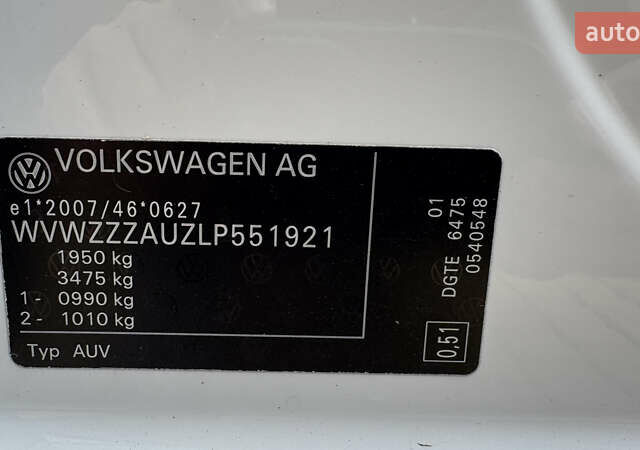 auto
VOLKSWAGEN AG
e1*2007/46*0627
WVWZZZAUZLP551921
1950 kg
3475 kg
1- 0990 kg
2- 1010 kg
Typ AUV
01
DGTE 6475
0540548
0,51